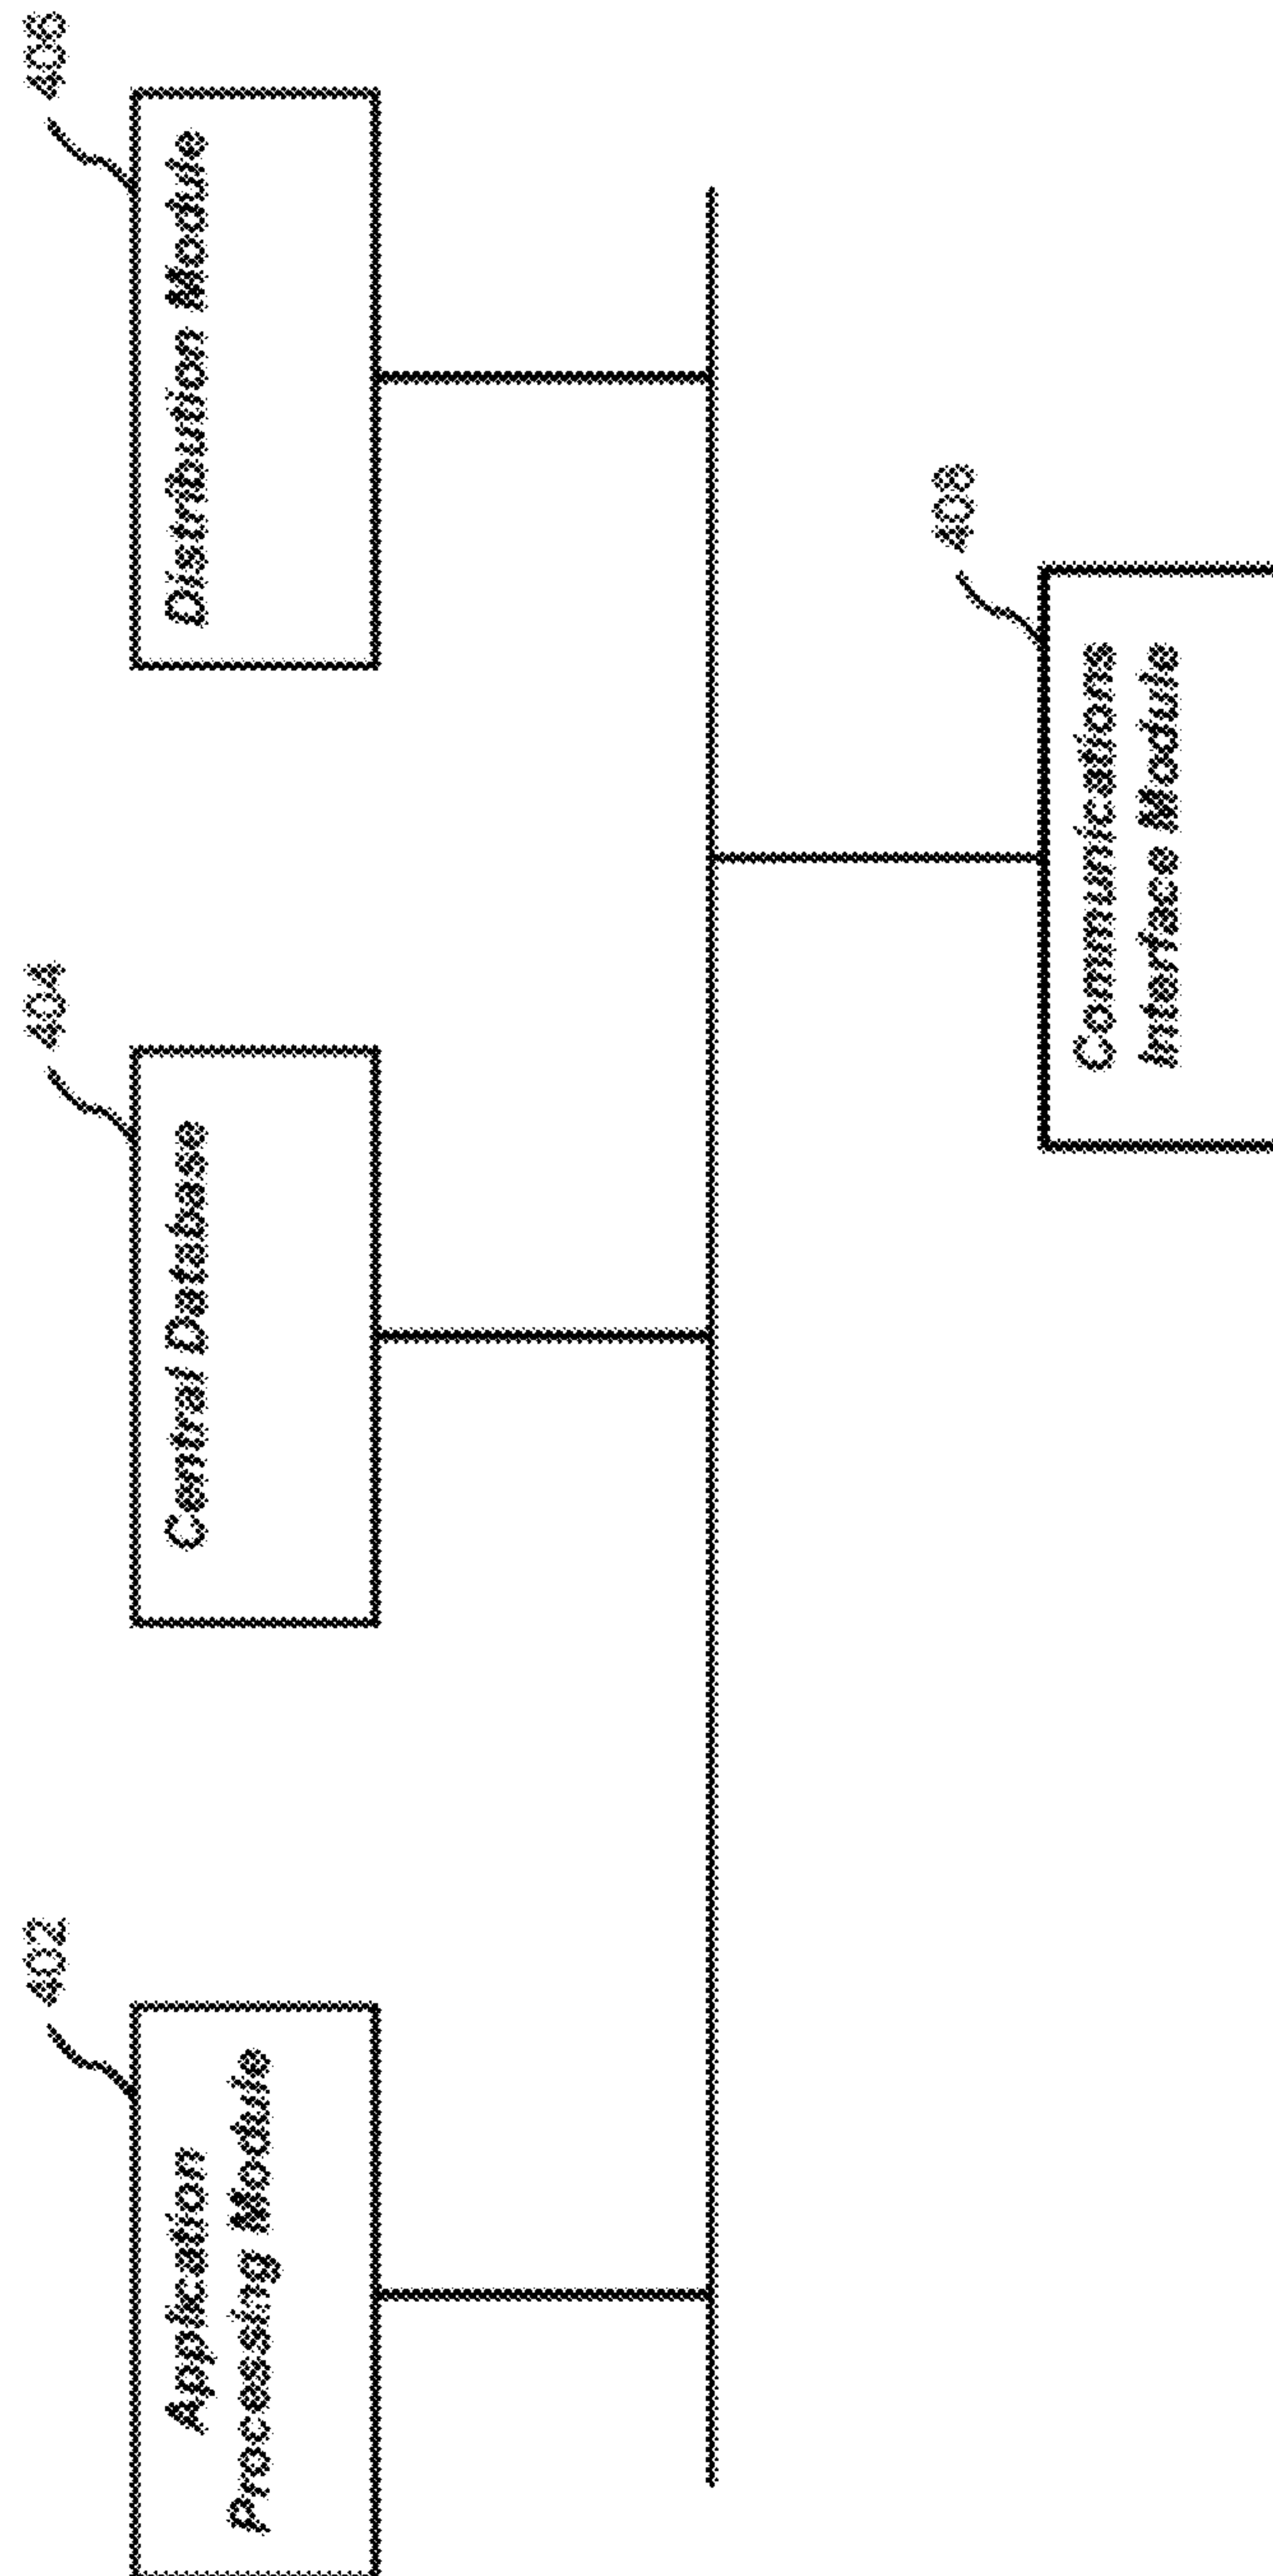 402
Application
Processing Module
404
Central Database
406
Distribution Module
408
Communications
Interface Module